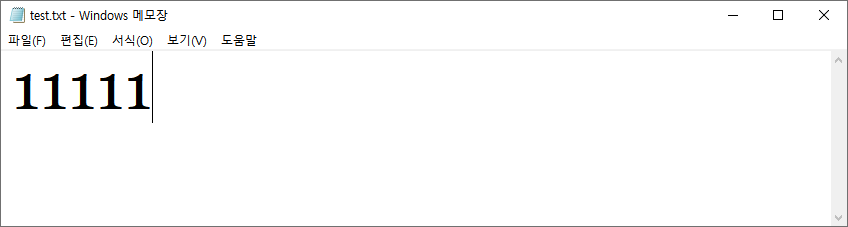 test.txt - Windows 메모장
파일(F) 편집(E) 서식(O) 보기(V) 도움말
11111